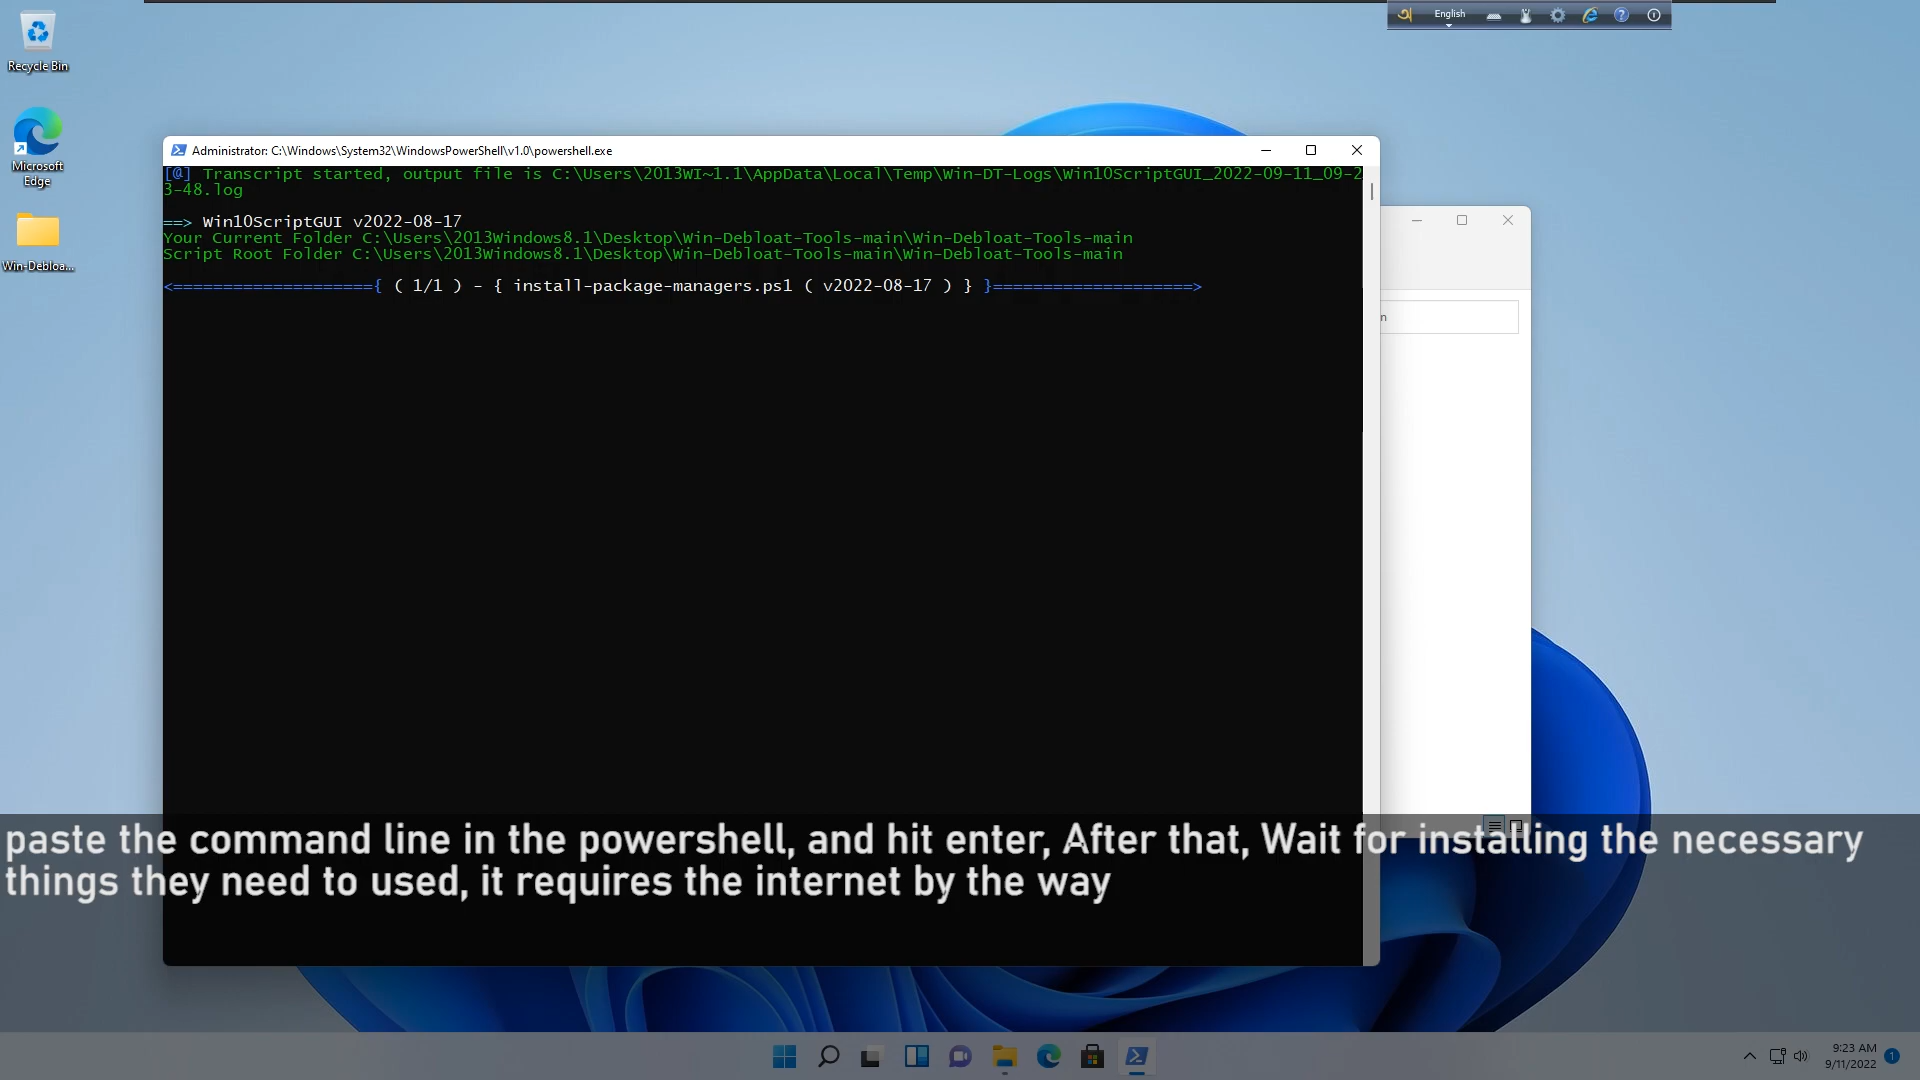 English
Recycle Bin
Microsoft
Edge
Win-Debloa...
Administrator: C:\Windows\System32\WindowsPowerShell\v1.0\powershell.exe
[@] Transcript started, output file is C:\Users\2013WI~1.1\AppData\Local\Temp\Win-DT-Logs\Win10ScriptGUI_2022-09-11_09-2
3-48.log
==> Win10ScriptGUI v2022-08-17
Your Current Folder C:\Users\2013Windows8.1\Desktop\Win-Debloat-Tools-main\Win-Debloat-Tools-main
Script Root Folder C:\Users\2013Windows8.1\Desktop\Win-Debloat-Tools-main\Win-Debloat-Tools-main
<===================={ ( 1/1 ) - { install-package-managers.ps1 ( v2022-08-17 ) } }====================>
n
paste the command line in the powershell, and hit enter, After that, Wait for installing the necessary
things they need to used, it requires the internet by the way
9:23 AM
9/11/2022
1